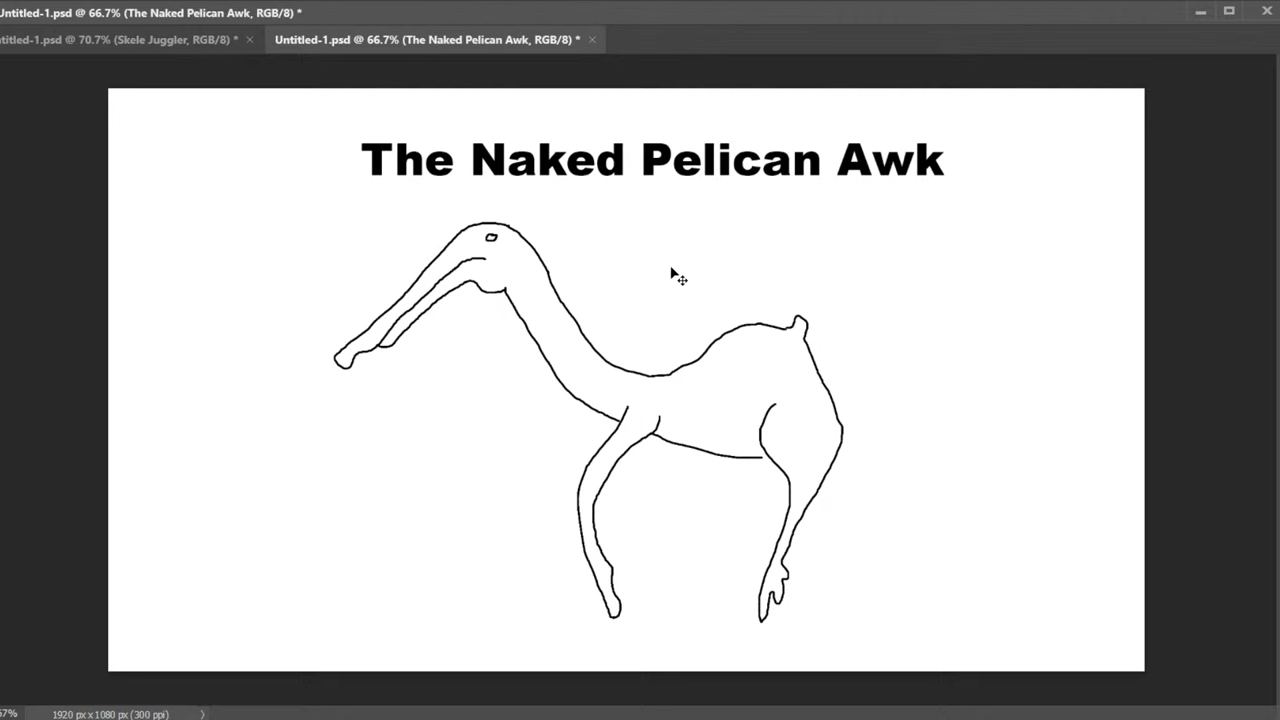 Untitled-1.psd @ 66.7% (The Naked Pelican Awk, RGB/8) *
ntitled-1.psd @ 70.7% (Skele Juggler, RGB/8) * × Untitled-1.psd @ 66.7% (The Naked Pelican Awk, RGB/8) * ×
The Naked Pelican Awk
67% 1920 px x 1080 px (300 ppi)